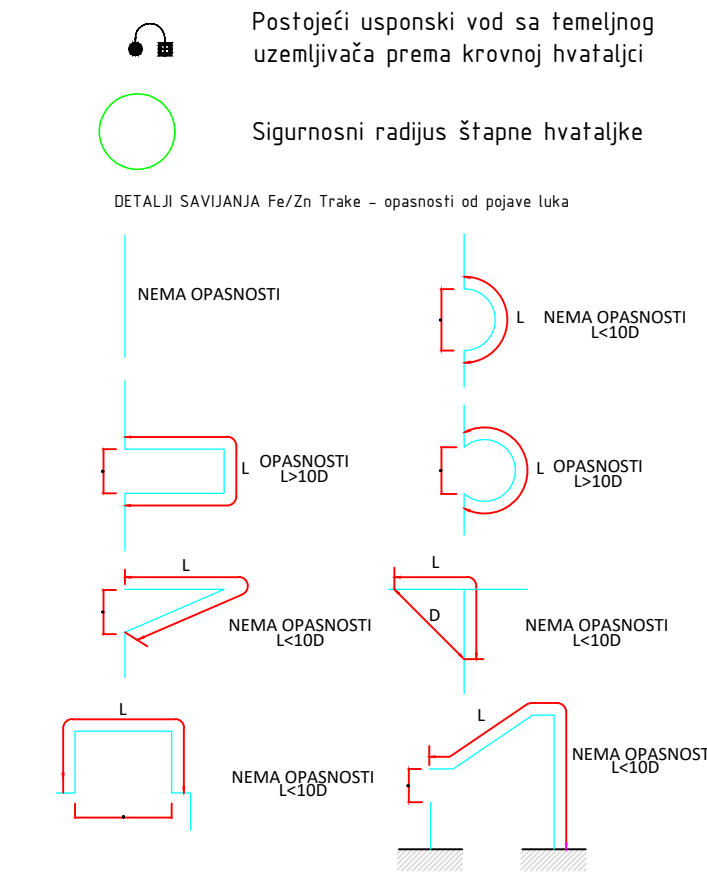 Postojeći usponski vod sa temeljnog
uzemljivača prema krovnoj hvataljci
Sigurnosni radijus štapne hvataljke
DETALJI SAVIJANJA Fe/Zn Trake - opasnosti od pojave luka
NEMA OPASNOSTI
L
NEMA OPASNOSTI
L<10D
L
OPASNOSTI
L>10D
L
OPASNOSTI
L>10D
L
NEMA OPASNOSTI
L<10D
L
D
NEMA OPASNOSTI
L<10D
L
NEMA OPASNOSTI
L<10D
L
NEMA OPASNOST
L<10D